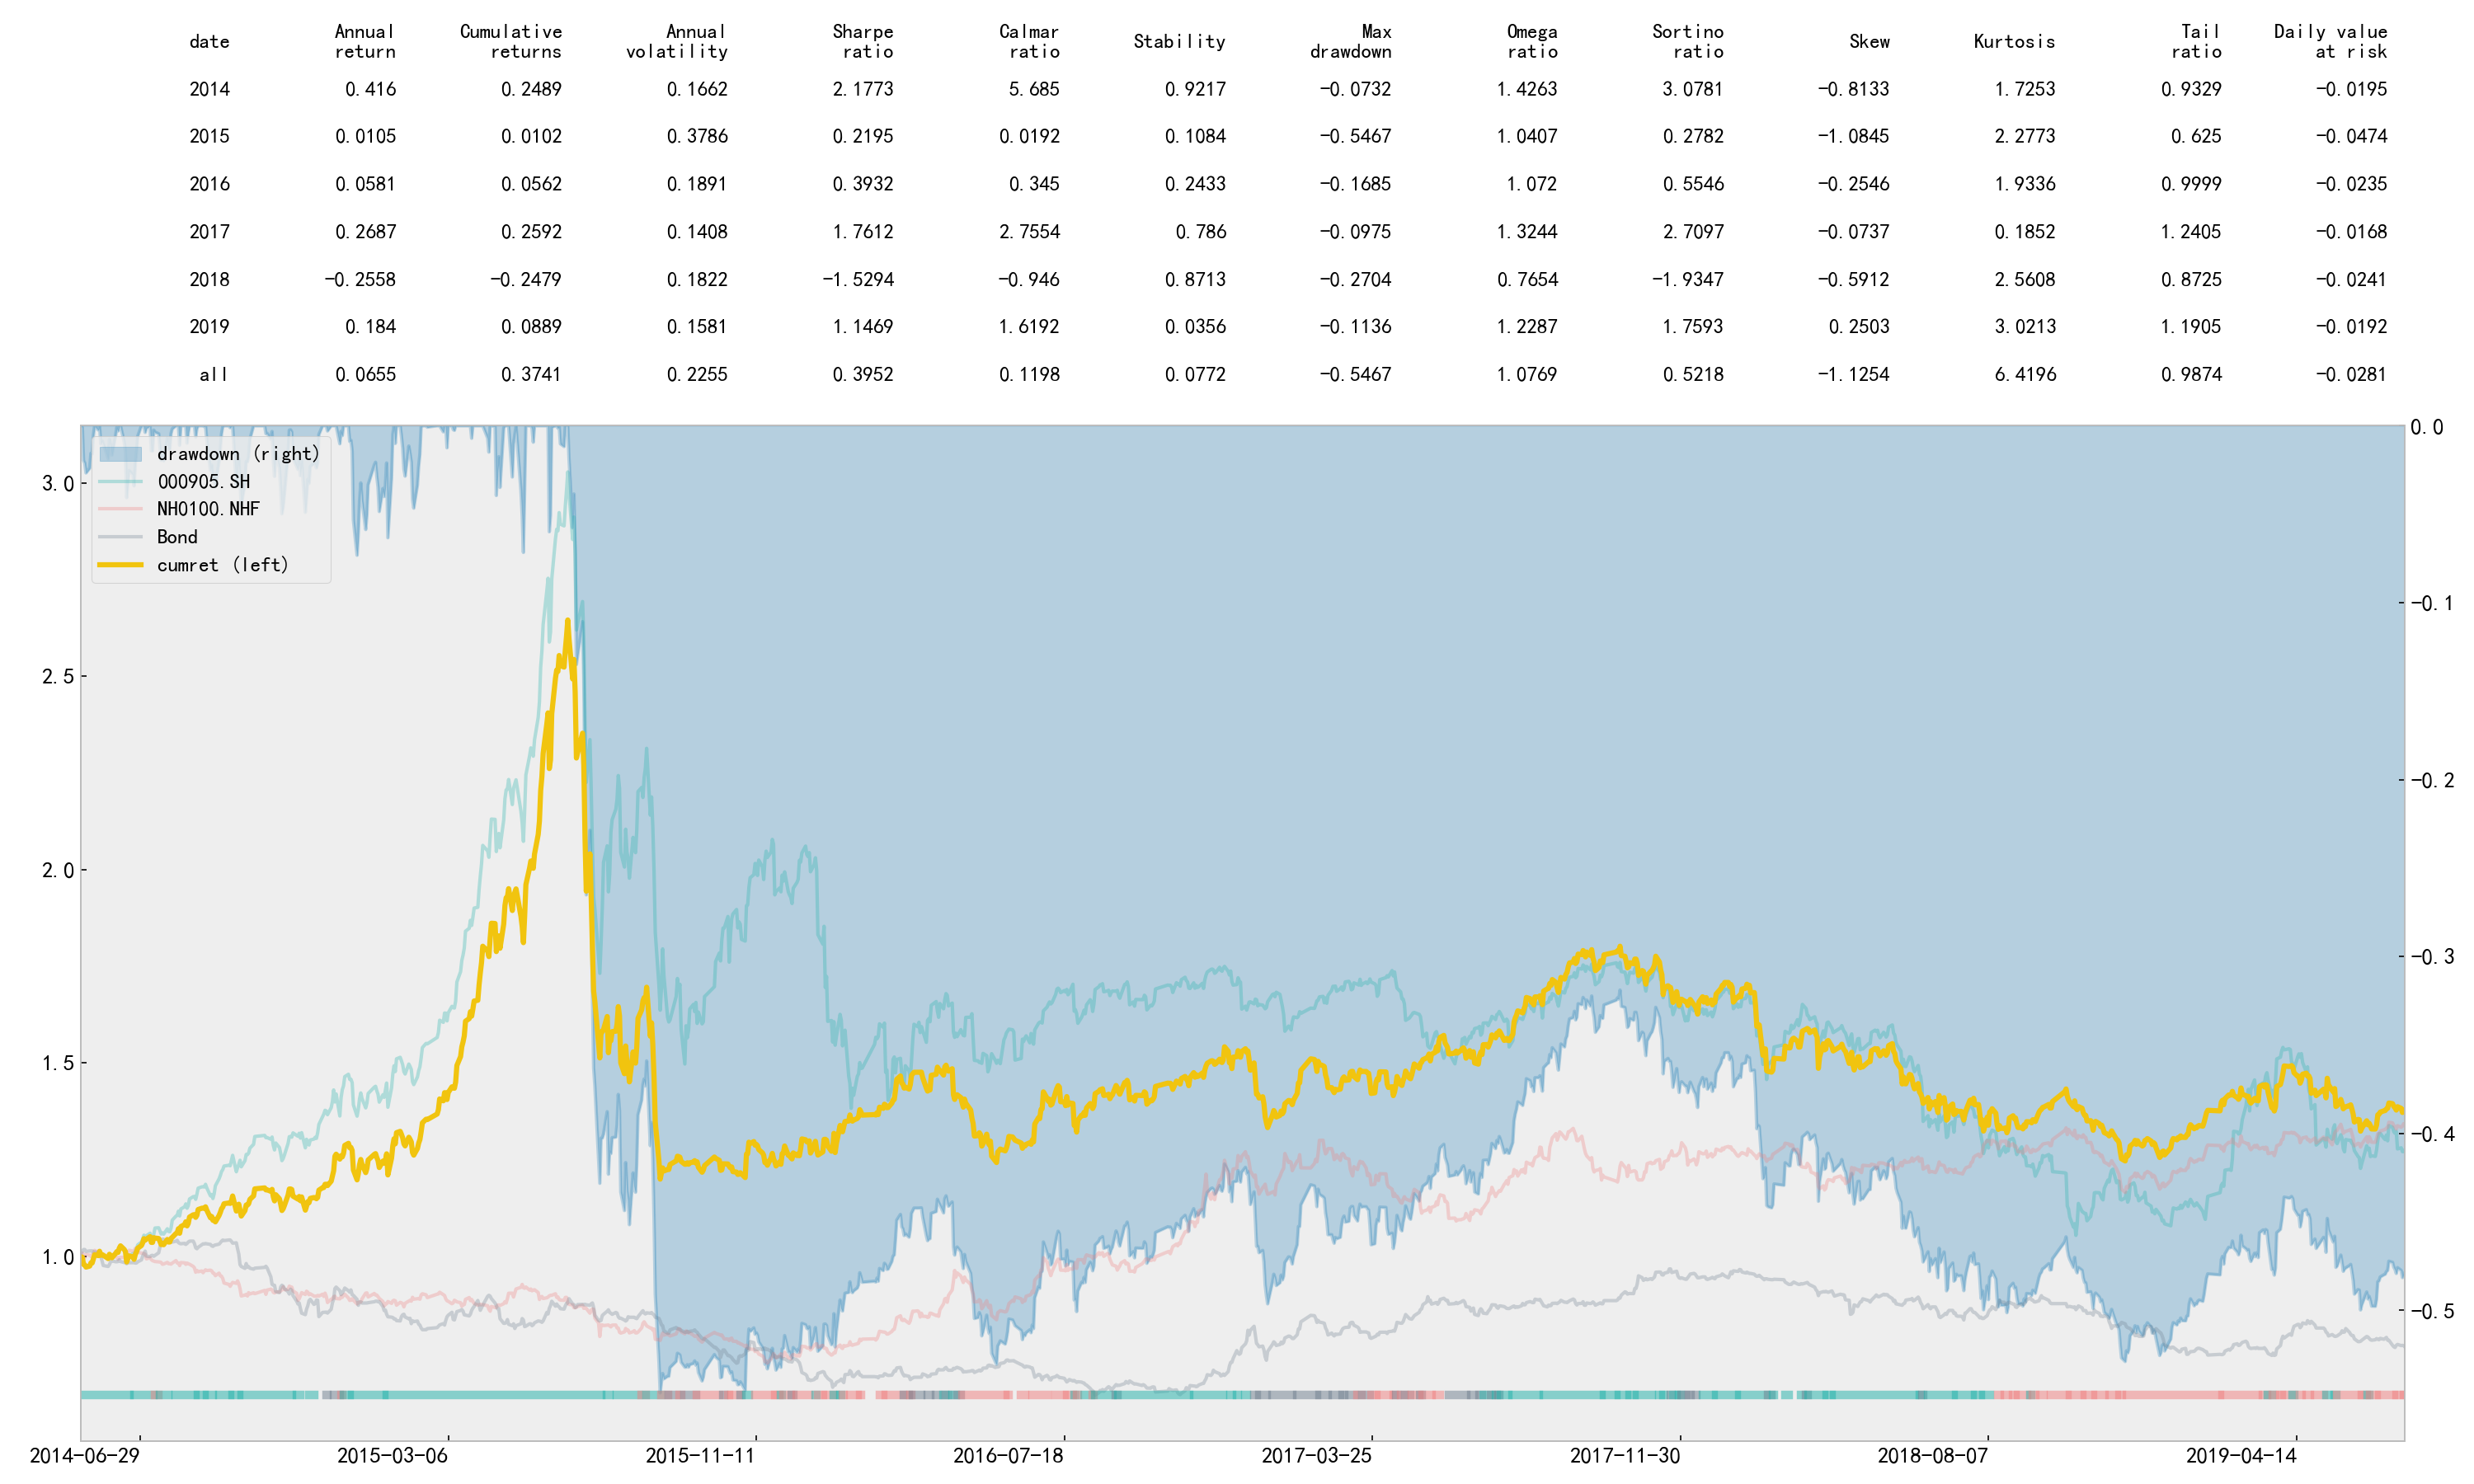 date Annual return Cumulative returns Annual volatility Sharpe ratio Calmar ratio Stability Max drawdown Omega ratio Sortino ratio Skew Kurtosis Tail ratio Daily value at risk
2014 0.416 0.2489 0.1662 2.1773 5.685 0.9217 -0.0732 1.4263 3.0781 -0.8133 1.7253 0.9329 -0.0195
2015 0.0105 0.0102 0.3786 0.2195 0.0192 0.1084 -0.5467 1.0407 0.2782 -1.0845 2.2773 0.625 -0.0474
2016 0.0581 0.0562 0.1891 0.3932 0.345 0.2433 -0.1685 1.072 0.5546 -0.2546 1.9336 0.9999 -0.0235
2017 0.2687 0.2592 0.1408 1.7612 2.7554 0.786 -0.0975 1.3244 2.7097 -0.0737 0.1852 1.2405 -0.0168
2018 -0.2558 -0.2479 0.1822 -1.5294 -0.946 0.8713 -0.2704 0.7654 -1.9347 -0.5912 2.5608 0.8725 -0.0241
2019 0.184 0.0889 0.1581 1.1469 1.6192 0.0356 -0.1136 1.2287 1.7593 0.2503 3.0213 1.1905 -0.0192
all 0.0655 0.3741 0.2255 0.3952 0.1198 0.0772 -0.5467 1.0769 0.5218 -1.1254 6.4196 0.9874 -0.0281
drawdown (right)
000905.SH
NH0100.NHF
Bond
cumret (left)
3.0
2.5
2.0
1.5
1.0
0.0
-0.1
-0.2
-0.3
-0.4
-0.5
2014-06-29 2015-03-06 2015-11-11 2016-07-18 2017-03-25 2017-11-30 2018-08-07 2019-04-14